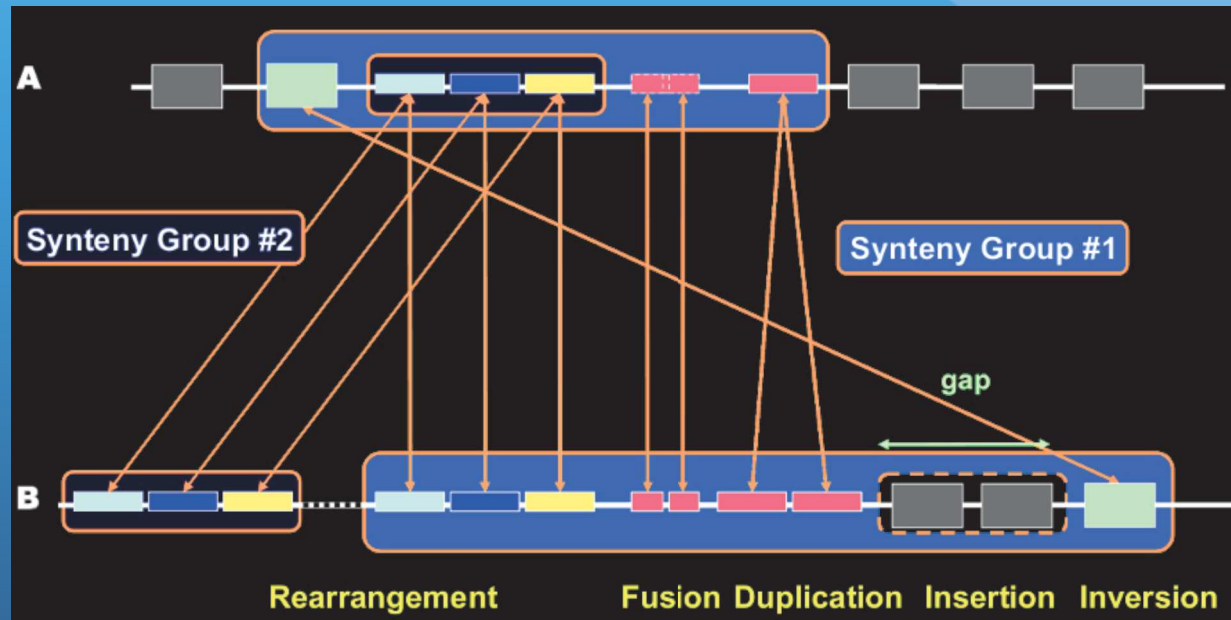 A
Synteny Group #2
Synteny Group #1
gap
B
Rearrangement Fusion Duplication Insertion Inversion